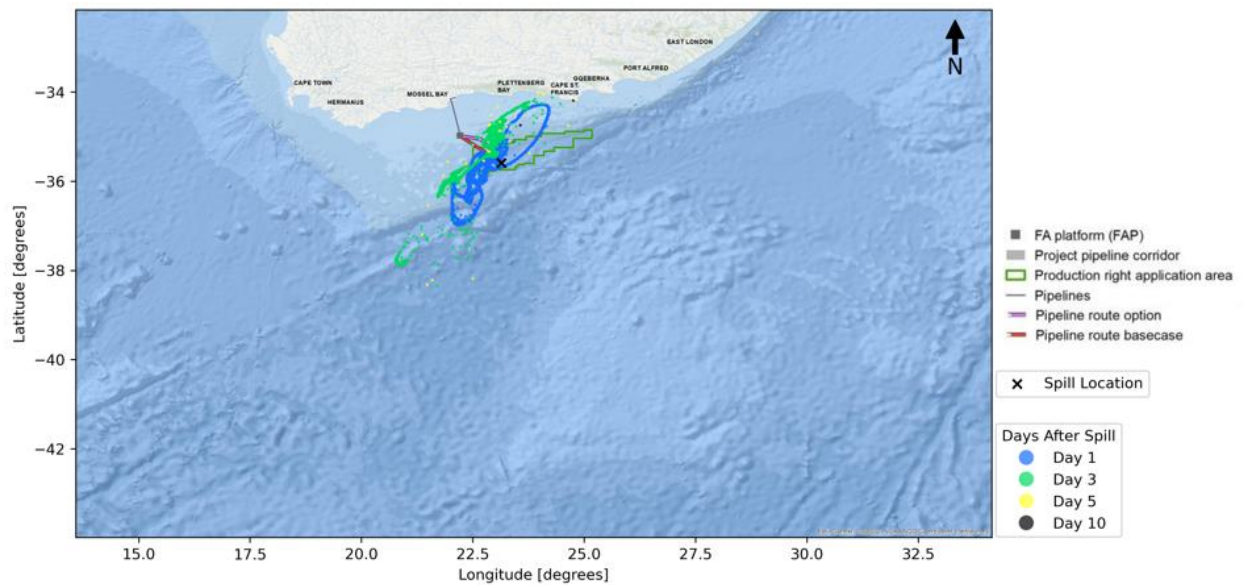 EAST LONDON
PORT ALFRED
GQEBERHA
PLETTENBERG
BAY
CAPE ST.
FRANCIS
CAPE TOWN
MOSSEL BAY
HERMANUS
N
−34
−36
−38
−40
−42
Latitude [degrees]
15.0 17.5 20.0 22.5 25.0 27.5 30.0 32.5
Longitude [degrees]
FA platform (FAP)
Project pipeline corridor
Production right application area
Pipelines
Pipeline route option
Pipeline route basecase
Spill Location
Days After Spill
Day 1
Day 3
Day 5
Day 10